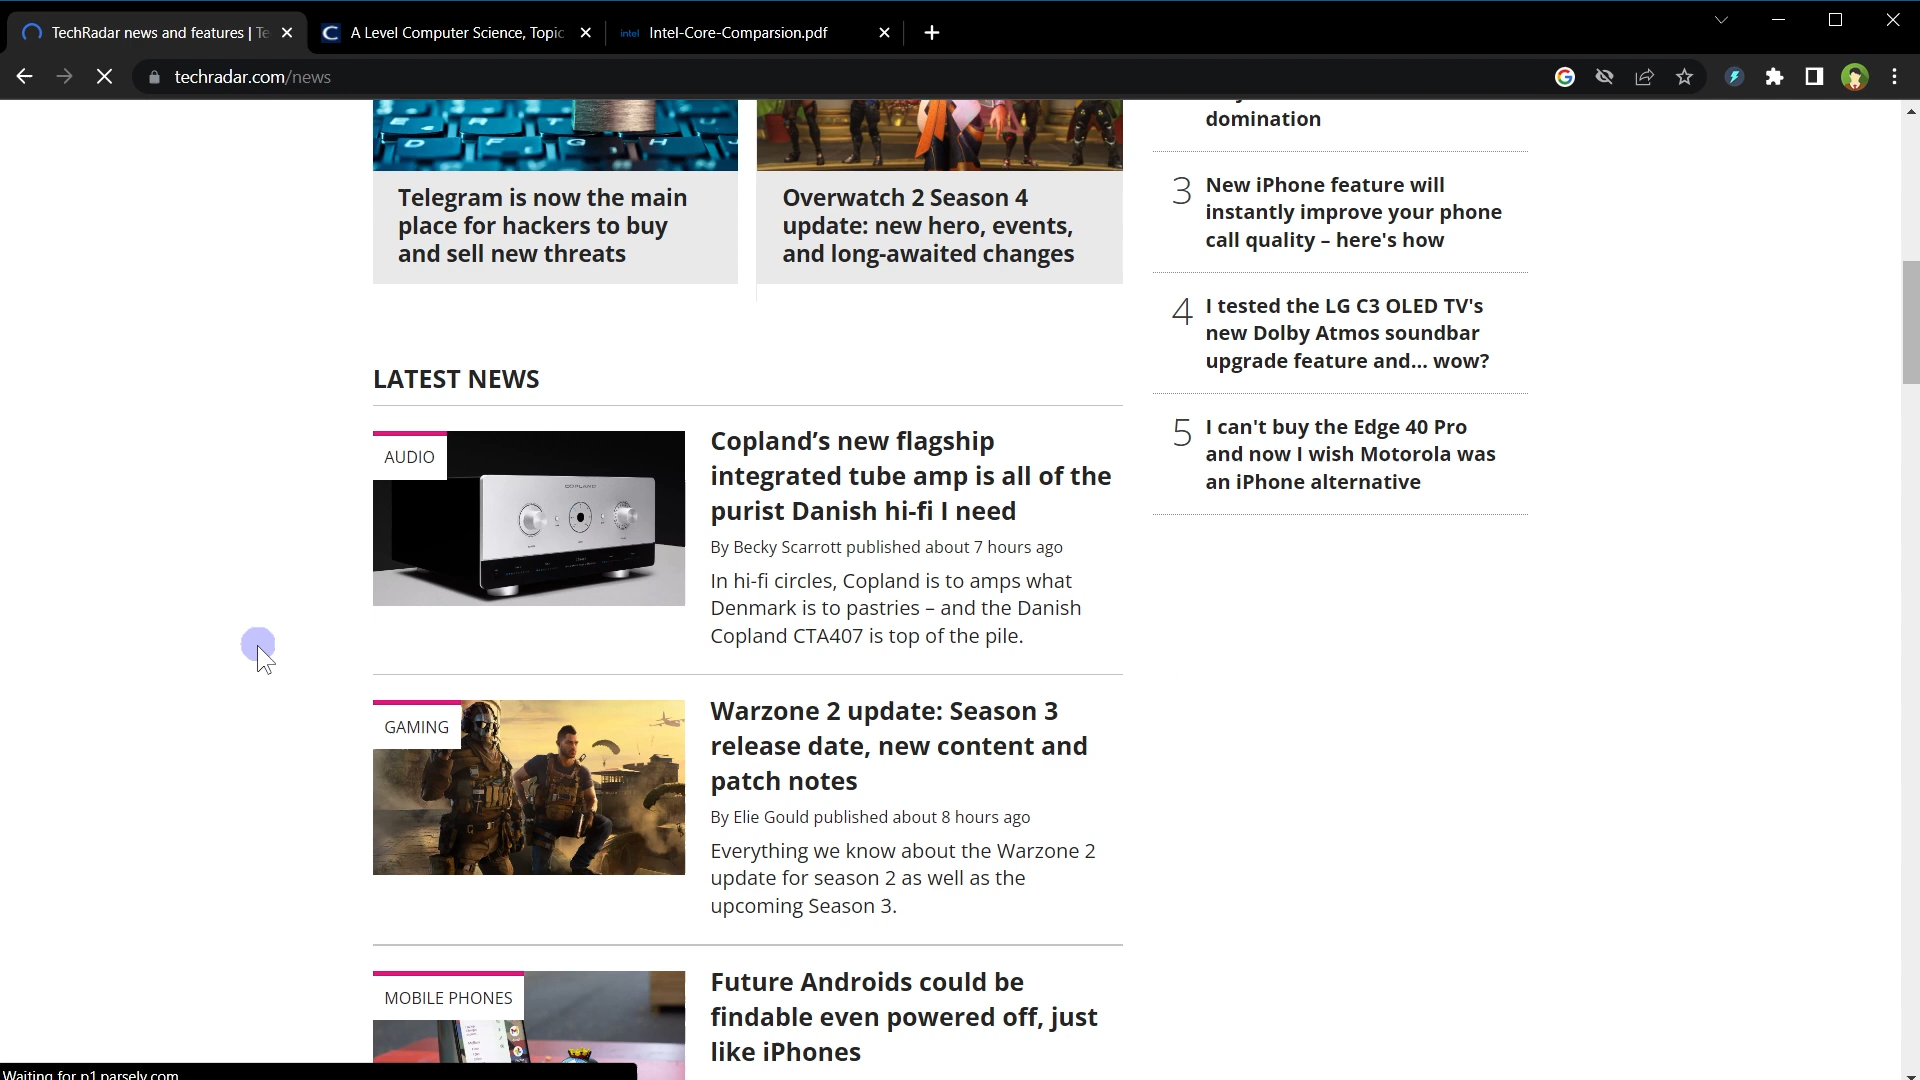 TechRadar news and features | Te
A Level Computer Science, Topic
intel
Intel-Core-Comparsion.pdf
techradar.com/news
Telegram is now the main
place for hackers to buy
and sell new threats
Overwatch 2 Season 4
update: new hero, events,
and long-awaited changes
domination
3
New iPhone feature will
instantly improve your phone
call quality – here's how
4
I tested the LG C3 OLED TV's
new Dolby Atmos soundbar
upgrade feature and... wow?
5
I can't buy the Edge 40 Pro
and now I wish Motorola was
an iPhone alternative
LATEST NEWS
AUDIO
COPLAND
Copland’s new flagship
integrated tube amp is all of the
purist Danish hi-fi I need
By Becky Scarrott published about 7 hours ago
In hi-fi circles, Copland is to amps what
Denmark is to pastries – and the Danish
Copland CTA407 is top of the pile.
GAMING
Warzone 2 update: Season 3
release date, new content and
patch notes
By Elie Gould published about 8 hours ago
Everything we know about the Warzone 2
update for season 2 as well as the
upcoming Season 3.
MOBILE PHONES
Future Androids could be
findable even powered off, just
like iPhones
Waiting for p1.parsely.com